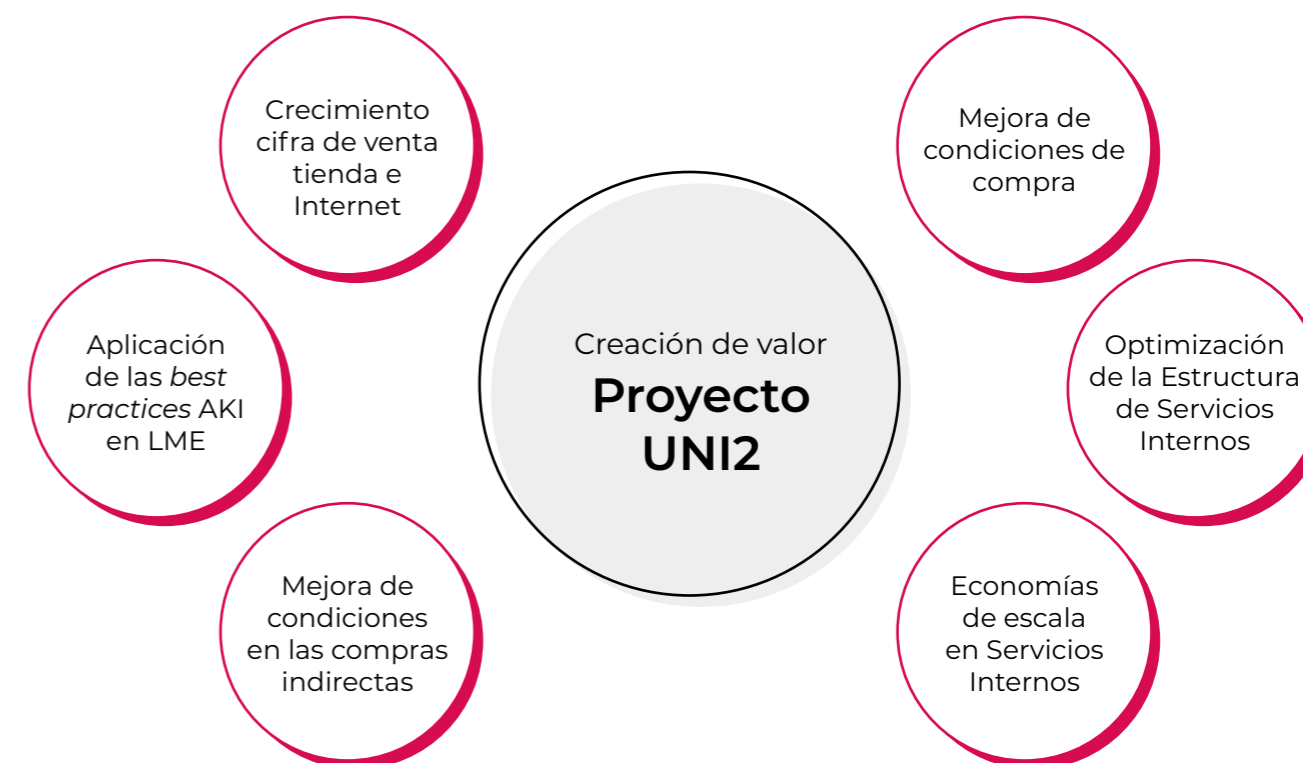 Crecimiento
cifra de venta
tienda e
Internet
Mejora de
condiciones de
compra
Aplicación
de las best
practices AKI
en LME
Creación de valor
Proyecto
UNI2
Optimización
de la Estructura
de Servicios
Internos
Mejora de
condiciones
en las compras
indirectas
Economías
de escala
en Servicios
Internos